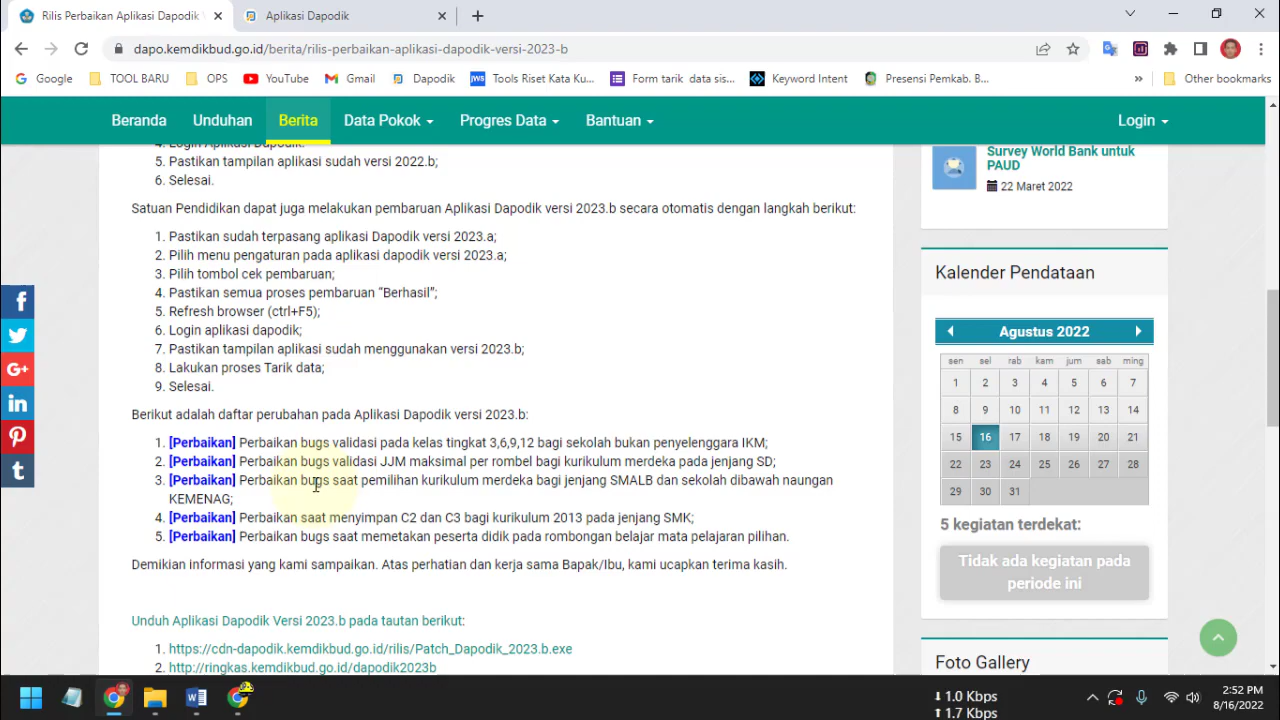 Rilis Perbaikan Aplikasi Dapodik V
Aplikasi Dapodik
dapo.kemdikbud.go.id/berita/rilis-perbaikan-aplikasi-dapodik-versi-2023-b
Google
TOOL BARU
OPS
YouTube
Gmail
Dapodik
Tools Riset Kata Ku...
Form tarik data sis...
Keyword Intent
Presensi Pemkab. B...
»
Other bookmarks
Beranda
Unduhan
Berita
Data Pokok
Progres Data
Bantuan
Login
4. Login Aplikasi Dapodik.
5. Pastikan tampilan aplikasi sudah versi 2022.b;
6. Selesai.
Satuan Pendidikan dapat juga melakukan pembaruan Aplikasi Dapodik versi 2023.b secara otomatis dengan langkah berikut:
1. Pastikan sudah terpasang aplikasi Dapodik versi 2023.a;
2. Pilih menu pengaturan pada aplikasi dapodik versi 2023.a;
3. Pilih tombol cek pembaruan;
4. Pastikan semua proses pembaruan “Berhasil”;
5. Refresh browser (ctrl+F5);
6. Login aplikasi dapodik;
7. Pastikan tampilan aplikasi sudah menggunakan versi 2023.b;
8. Lakukan proses Tarik data;
9. Selesai.
Berikut adalah daftar perubahan pada Aplikasi Dapodik versi 2023.b:
1. [Perbaikan] Perbaikan bugs validasi pada kelas tingkat 3,6,9,12 bagi sekolah bukan penyelenggara IKM;
2. [Perbaikan] Perbaikan bugs validasi JJM maksimal per rombel bagi kurikulum merdeka pada jenjang SD;
3. [Perbaikan] Perbaikan bugs saat pemilihan kurikulum merdeka bagi jenjang SMALB dan sekolah dibawah naungan
KEMENAG;
4. [Perbaikan] Perbaikan saat menyimpan C2 dan C3 bagi kurikulum 2013 pada jenjang SMK;
5. [Perbaikan] Perbaikan bugs saat memetakan peserta didik pada rombongan belajar mata pelajaran pilihan.
Demikian informasi yang kami sampaikan. Atas perhatian dan kerja sama Bapak/Ibu, kami ucapkan terima kasih.
Unduh Aplikasi Dapodik Versi 2023.b pada tautan berikut:
1. https://cdn-dapodik.kemdikbud.go.id/rilis/Patch_Dapodik_2023.b.exe
2. http://ringkas.kemdikbud.go.id/dapodik2023b
Survey World Bank untuk
PAUD
22 Maret 2022
Kalender Pendataan
Agustus 2022
sen sel rab kam jum sab ming
1 2 3 4 5 6 7
8 9 10 11 12 13 14
15 16 17 18 19 20 21
22 23 24 25 26 27 28
29 30 31
5 kegiatan terdekat:
Tidak ada kegiatan pada
periode ini
Foto Gallery
1.0 Kbps
1.7 Kbps
2:52 PM
8/16/2022